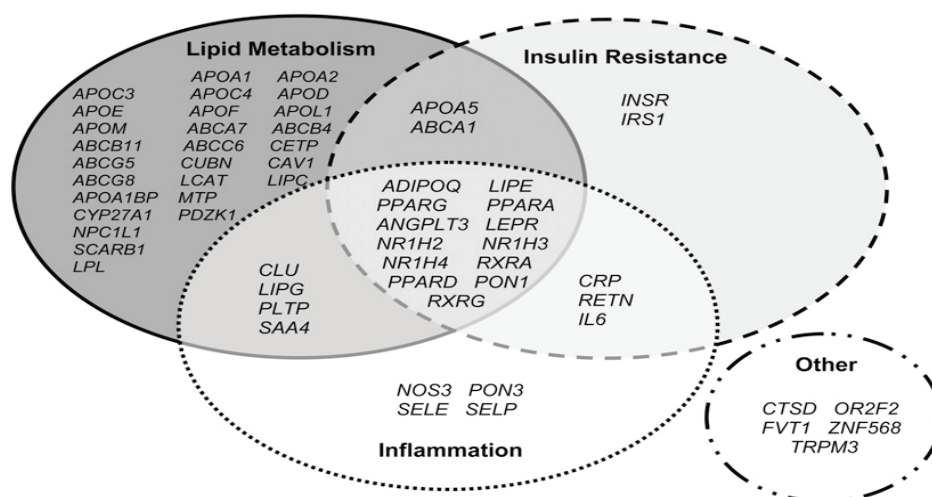 Lipid Metabolism
APOA1 APOA2
APOC3 APOC4 APOD
APOE APOF APOL1
APOM ABCA7 ABCB4
ABCB11 ABCC6 CETP
ABCG5 CUBN CAV1
ABCG8 LCAT LIPC
APOA1BP MTP
CYP27A1 PDZK1
NPC1L1
SCARB1
LPL
Insulin Resistance
INSR
IRS1
APOA5
ABCA1
ADIPOQ LIPE
PPARG PPARA
ANGPLT3 LEPR
NR1H2 NR1H3
NR1H4 RXRA
PPARD PON1
RXRG
CLU
LIPG
PLTP
SAA4
CRP
RETN
IL6
NOS3 PON3
SELE SELP
Inflammation
Other
CTSD OR2F2
FVT1 ZNF568
TRPM3